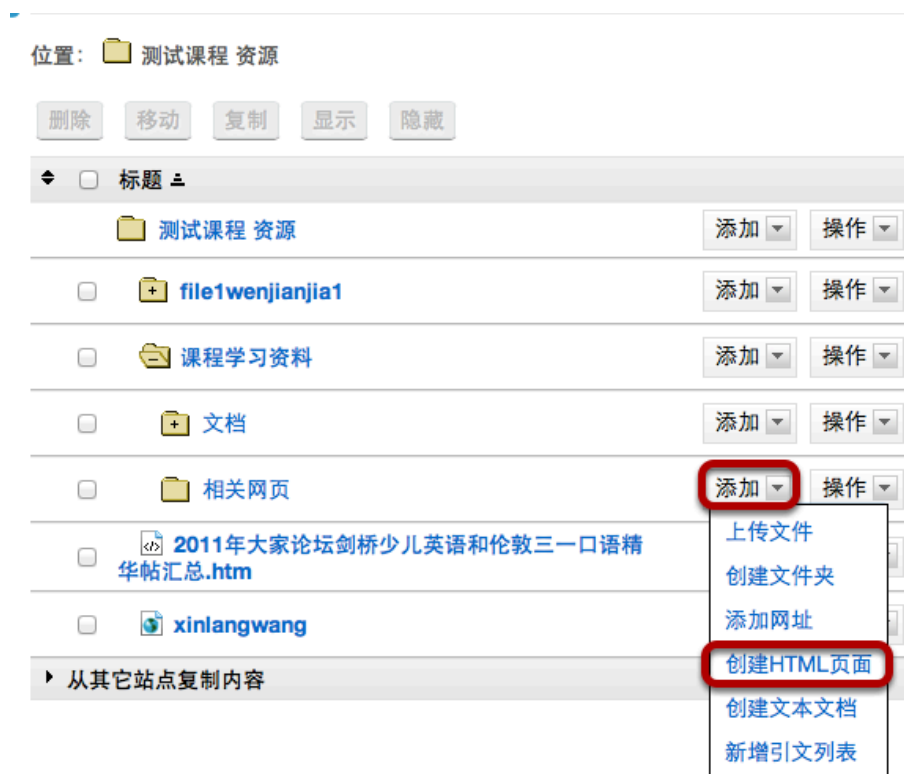 位置： 测试课程 资源
删除 移动 复制 显示 隐藏
标题
测试课程 资源 添加 操作
file1wenjianjia1 添加 操作
课程学习资料 添加 操作
文档 添加 操作
相关网页 添加 操作
上传文件
2011年大家论坛剑桥少儿英语和伦敦三一口语精
华帖汇总.htm
创建文件夹
添加网址
xinlangwang
创建HTML页面
从其它站点复制内容
创建文本文档
新增引文列表